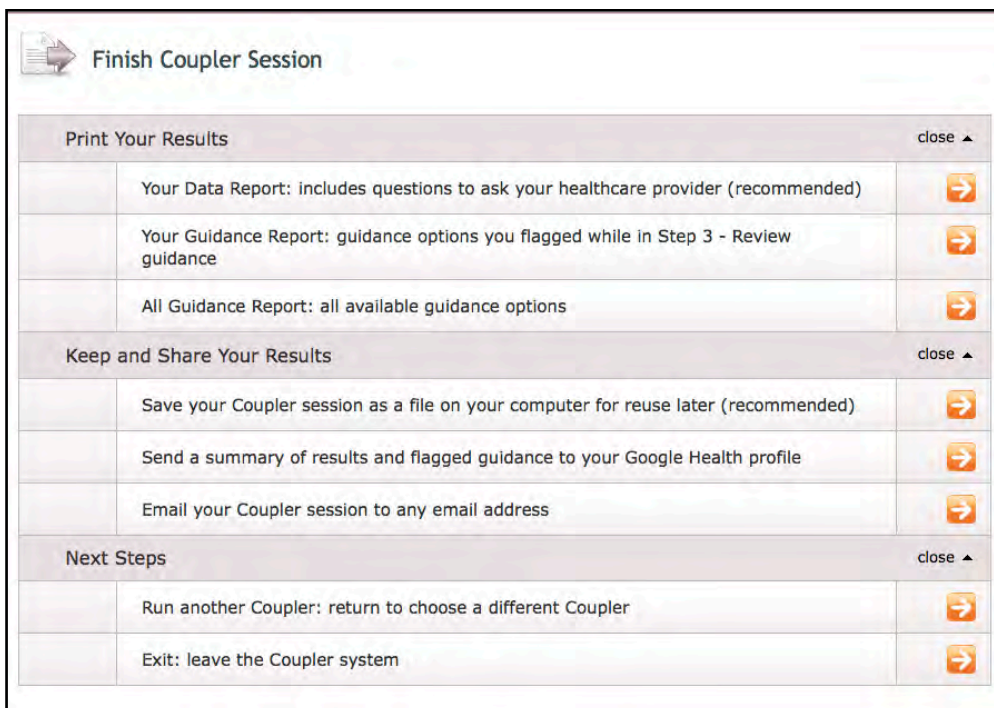 Finish Coupler Session
Print Your Results close
Your Data Report: includes questions to ask your healthcare provider (recommended)
Your Guidance Report: guidance options you flagged while in Step 3 - Review
guidance
All Guidance Report: all available guidance options
Keep and Share Your Results close
Save your Coupler session as a file on your computer for reuse later (recommended)
Send a summary of results and flagged guidance to your Google Health profile
Email your Coupler session to any email address
Next Steps close
Run another Coupler: return to choose a different Coupler
Exit: leave the Coupler system